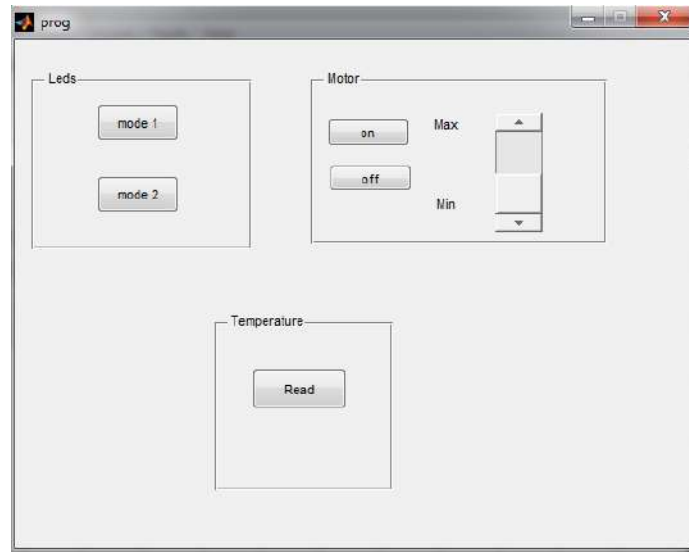 prog
Leds
mode 1
mode 2
Motor
on
off
Max
Min
Temperature
Read